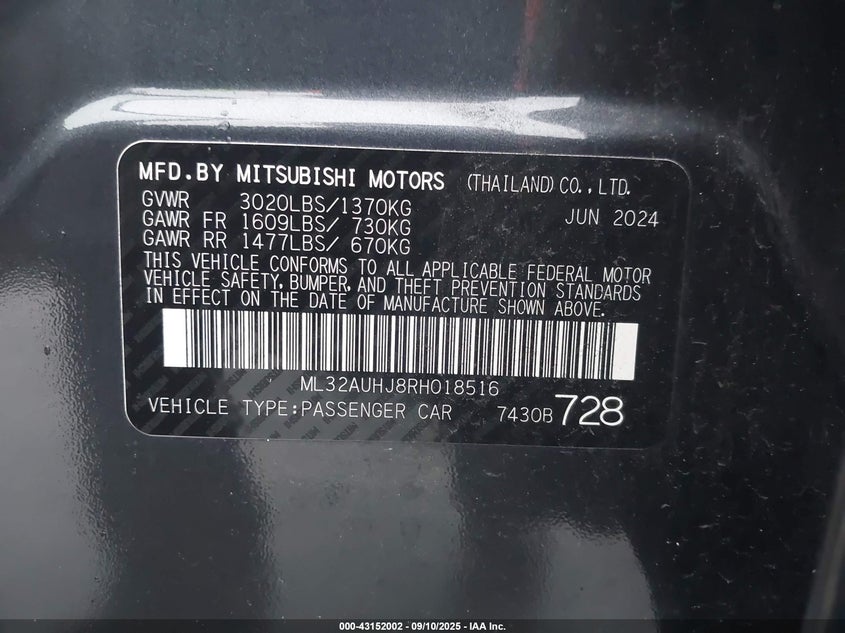 MFD.BY MITSUBISHI MOTORS (THAILAND) CO., LTD.
GVWR 3020LBS/1370KG JUN 2024
GAWR FR 1609LBS/ 730KG
GAWR RR 1477LBS/ 670KG
THIS VEHICLE CONFORMS TO ALL APPLICABLE FEDERAL MOTOR
VEHICLE SAFETY, BUMPER, AND THEFT PREVENTION STANDARDS
IN EFFECT ON THE DATE OF MANUFACTURE SHOWN ABOVE.
ML32AUHJ8RH018516
VEHICLE TYPE:PASSENGER CAR 7430B 728
000-43152002 - 09/10/2025 - IAA Inc.